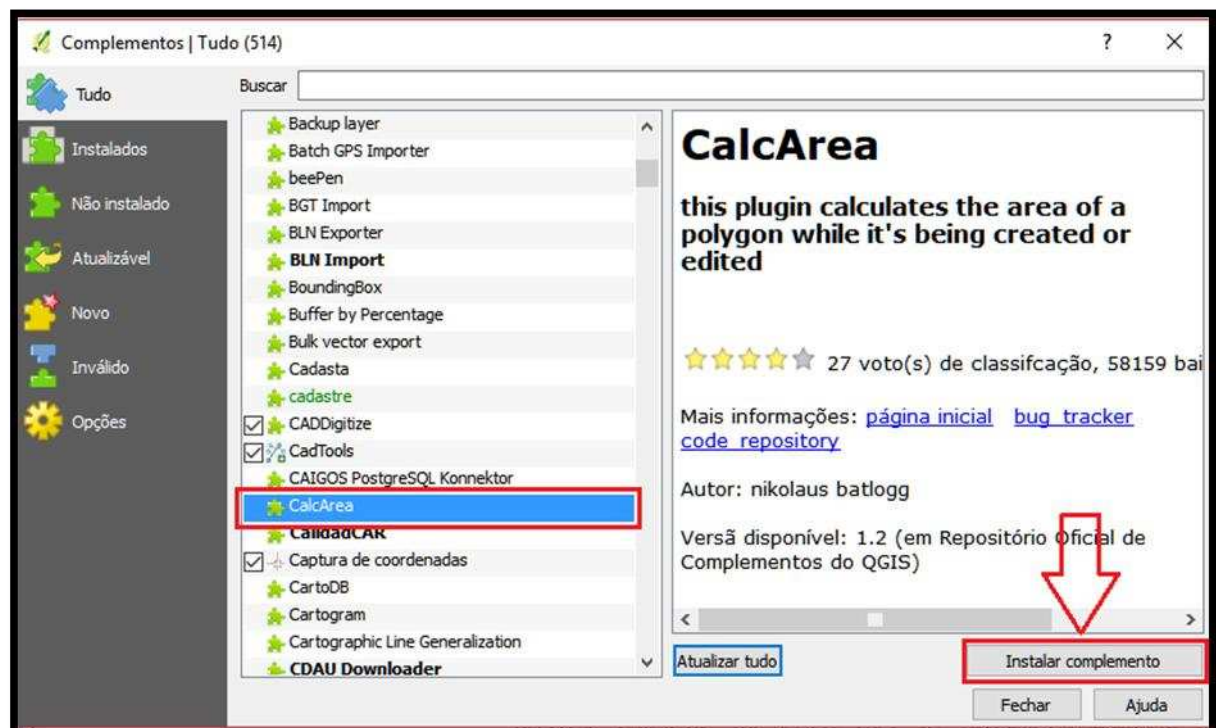 Complementos | Tudo (514)
?
Tudo
Instalados
Não instalado
Atualizável
Novo
Inválido
Opções
Buscar
Backup layer
Batch GPS Importer
beePen
BGT Import
BLN Exporter
BLN Import
BoundingBox
Buffer by Percentage
Bulk vector export
Cadasta
cadastre
CADDigitize
CadTools
CAIGOS PostgreSQL Konnektor
CalcArea
CalidadCAR
Captura de coordenadas
CartoDB
Cartogram
Cartographic Line Generalization
CDAU Downloader
CalcArea
this plugin calculates the area of a
polygon while it's being created or
edited
27 voto(s) de classifcação, 58159 bai
Mais informações: página inicial bug tracker
code repository
Autor: nikolaus batlogg
Versã disponível: 1.2 (em Repositório Oficial de
Complementos do QGIS)
Atualizar tudo
Instalar complemento
Fechar
Ajuda